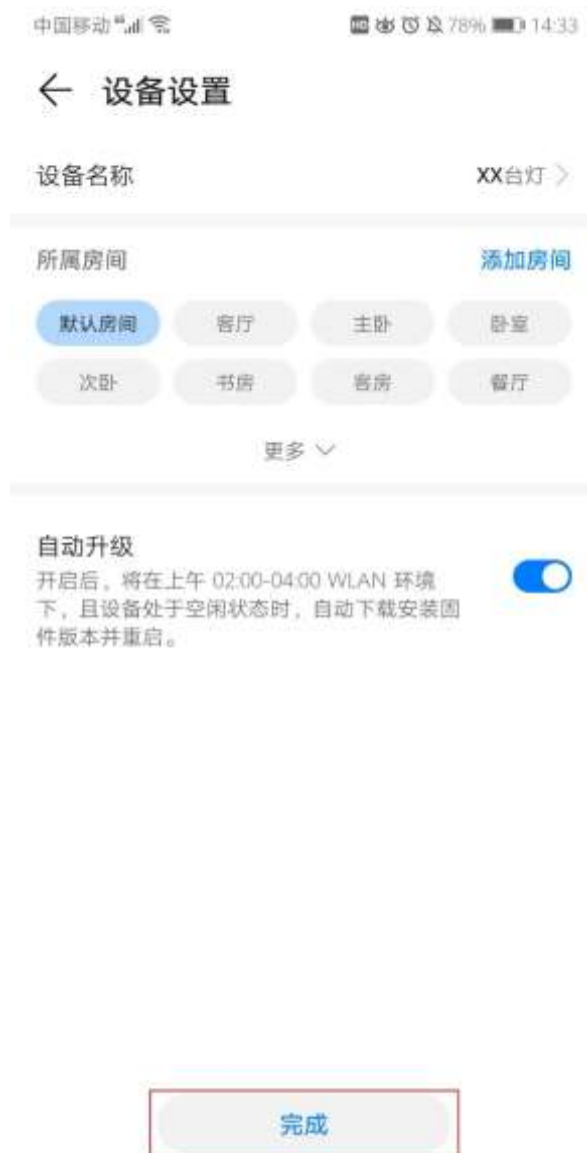 中国移动 78% 14:33
← 设备设置
设备名称 XX台灯 >
所属房间 添加房间
默认房间 客厅 主卧 卧室
次卧 书房 客房 餐厅
更多
自动升级
开启后，将在上午 02:00-04:00 WLAN 环境
下，且设备处于空闲状态时，自动下载安装固
件版本并重启。
完成